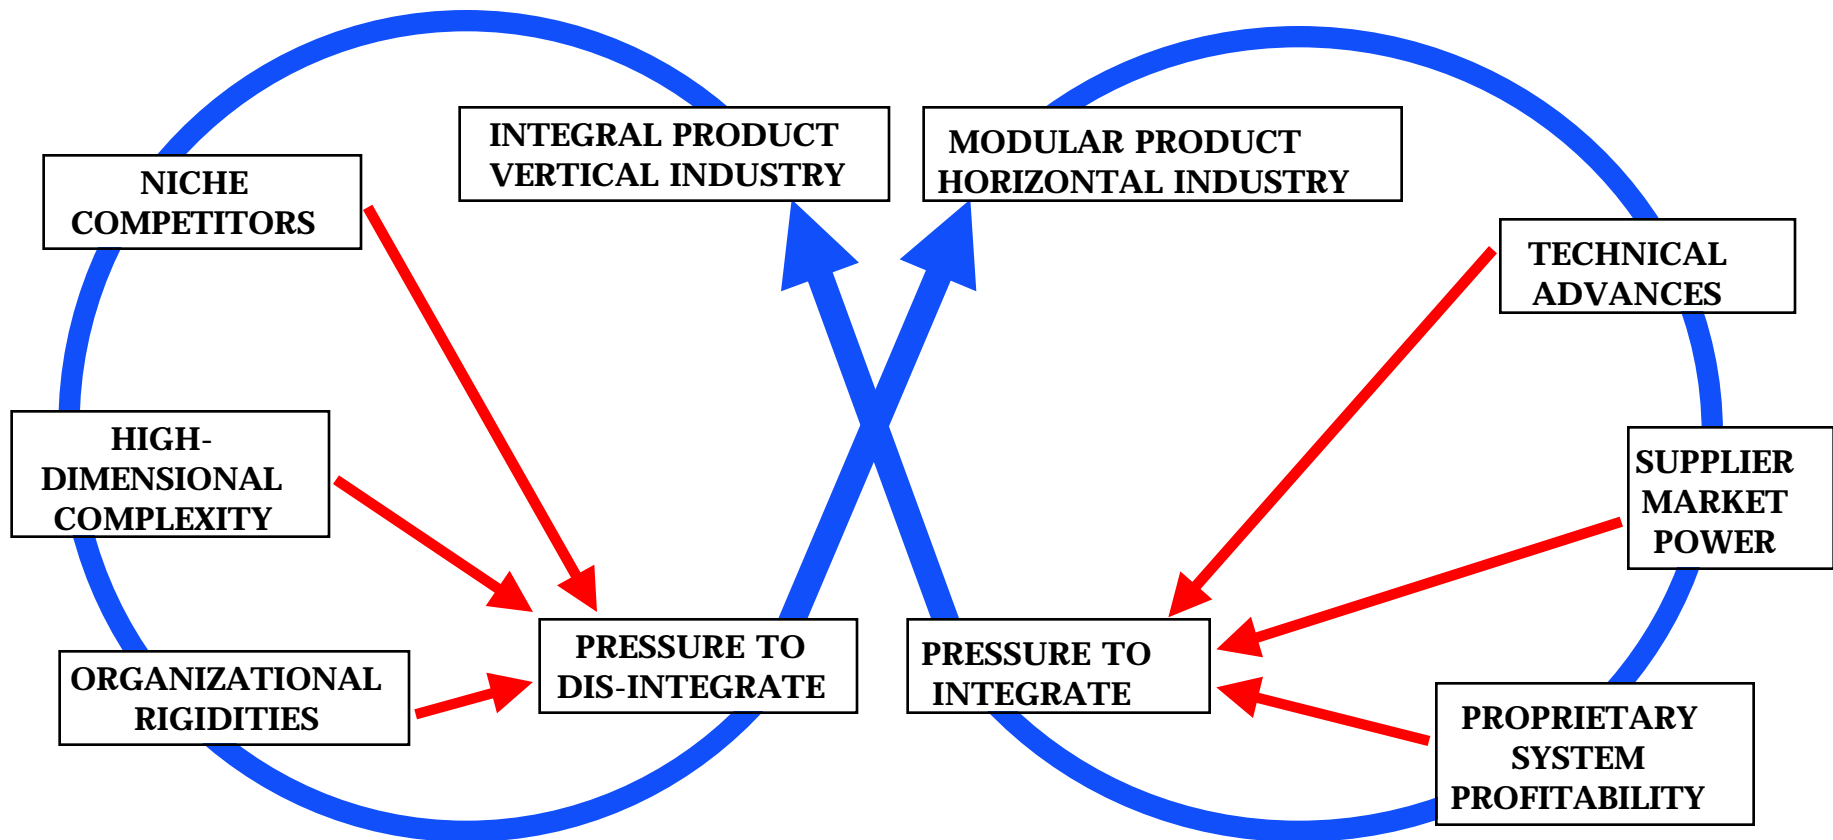 INTEGRAL PRODUCT
VERTICAL INDUSTRY
MODULAR PRODUCT
HORIZONTAL INDUSTRY
NICHE
COMPETITORS
TECHNICAL
ADVANCES
HIGH-
DIMENSIONAL
COMPLEXITY
SUPPLIER
MARKET
POWER
ORGANIZATIONAL
RIGIDITIES
PRESSURE TO
DIS-INTEGRATE
PRESSURE TO
INTEGRATE
PROPRIETARY
SYSTEM
PROFITABILITY